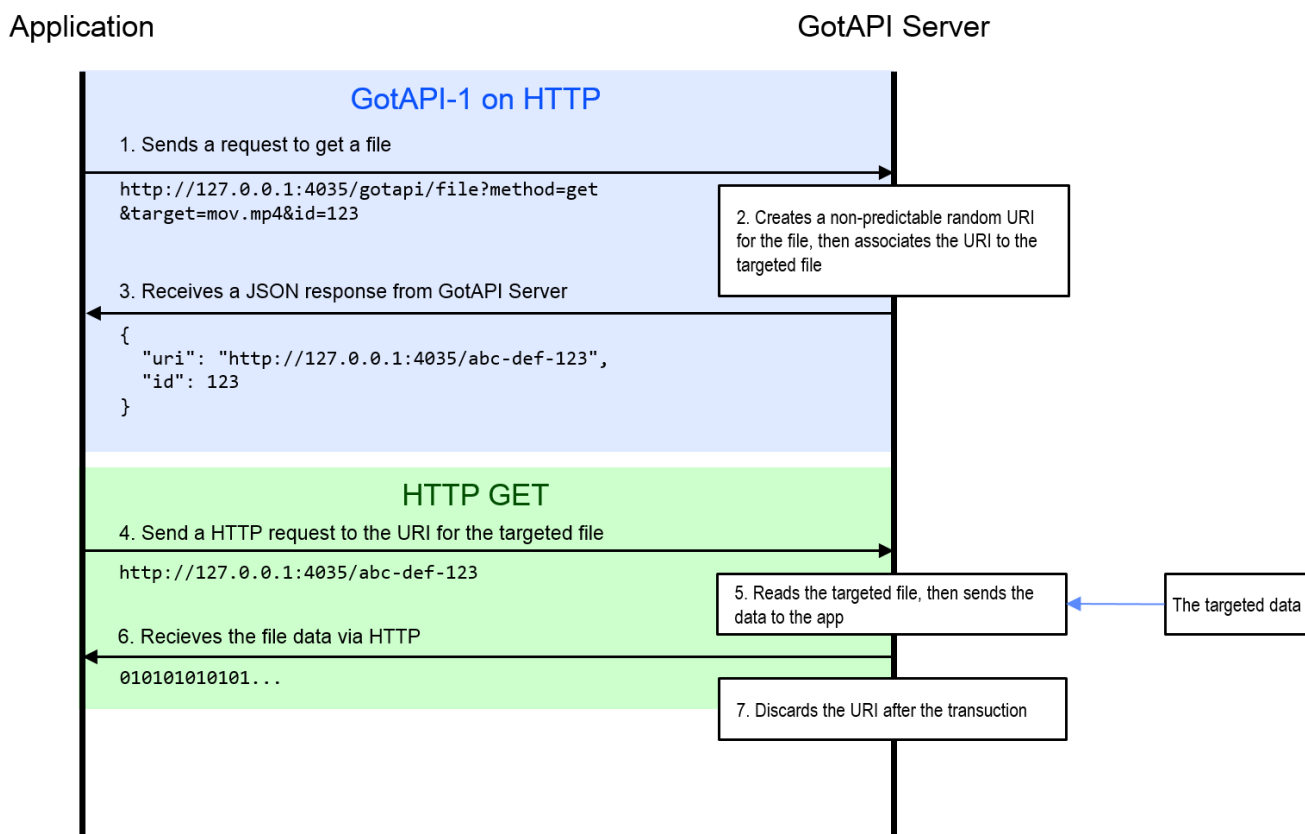 Application
GotAPI Server
GotAPI-1 on HTTP
1. Sends a request to get a file
http://127.0.0.1:4035/gotapi/file?method=get
&target=mov.mp4&id=123
2. Creates a non-predictable random URI
for the file, then associates the URI to the
targeted file
3. Receives a JSON response from GotAPI Server
{
  "uri": "http://127.0.0.1:4035/abc-def-123",
  "id": 123
}
HTTP GET
4. Send a HTTP request to the URI for the targeted file
http://127.0.0.1:4035/abc-def-123
5. Reads the targeted file, then sends the
data to the app
The targeted data
6. Recieves the file data via HTTP
010101010101...
7. Discards the URI after the transuction